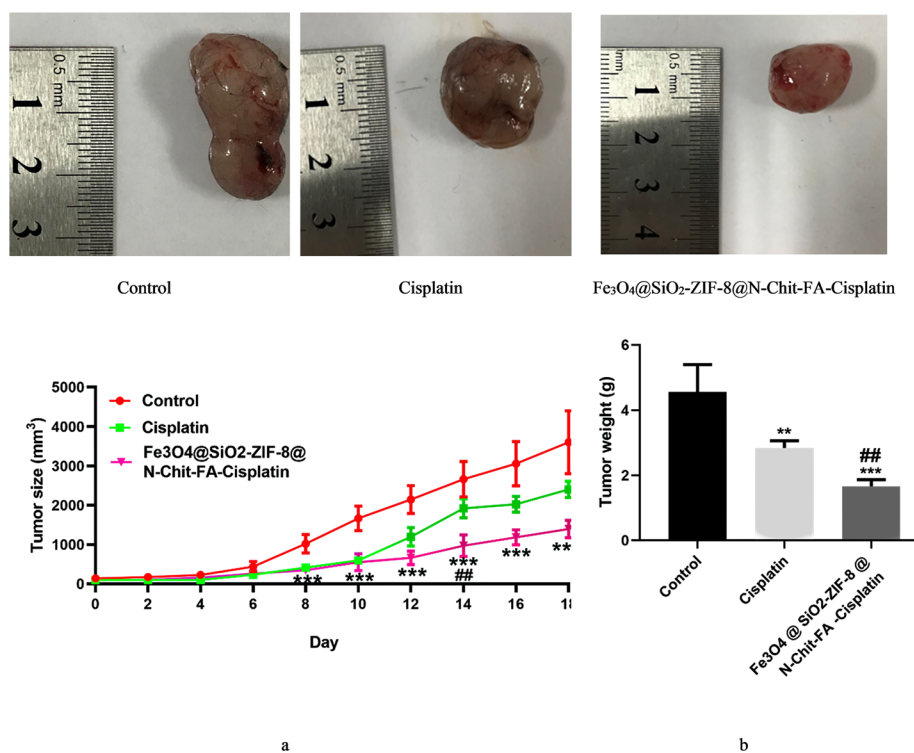 0.5 mm
1
2
3
0.5 mm
1
2
3
0.5 mm
1
2
3
4
Control
Cisplatin
Fe₃O₄@SiO₂-ZIF-8@N-Chit-FA-Cisplatin
Tumor size (mm³)
5000
4000
3000
2000
1000
0
Control
Cisplatin
Fe3O4@SiO2-ZIF-8@
N-Chit-FA-Cisplatin
*** *** *** *** *** **
##
0 2 4 6 8 10 12 14 16 18
Day
Tumor weight (g)
6
4
2
0
**
##
***
Control
Cisplatin
Fe3O4 @ SiO2-ZIF-8 @
N-Chit-FA -Cisplatin
a
b